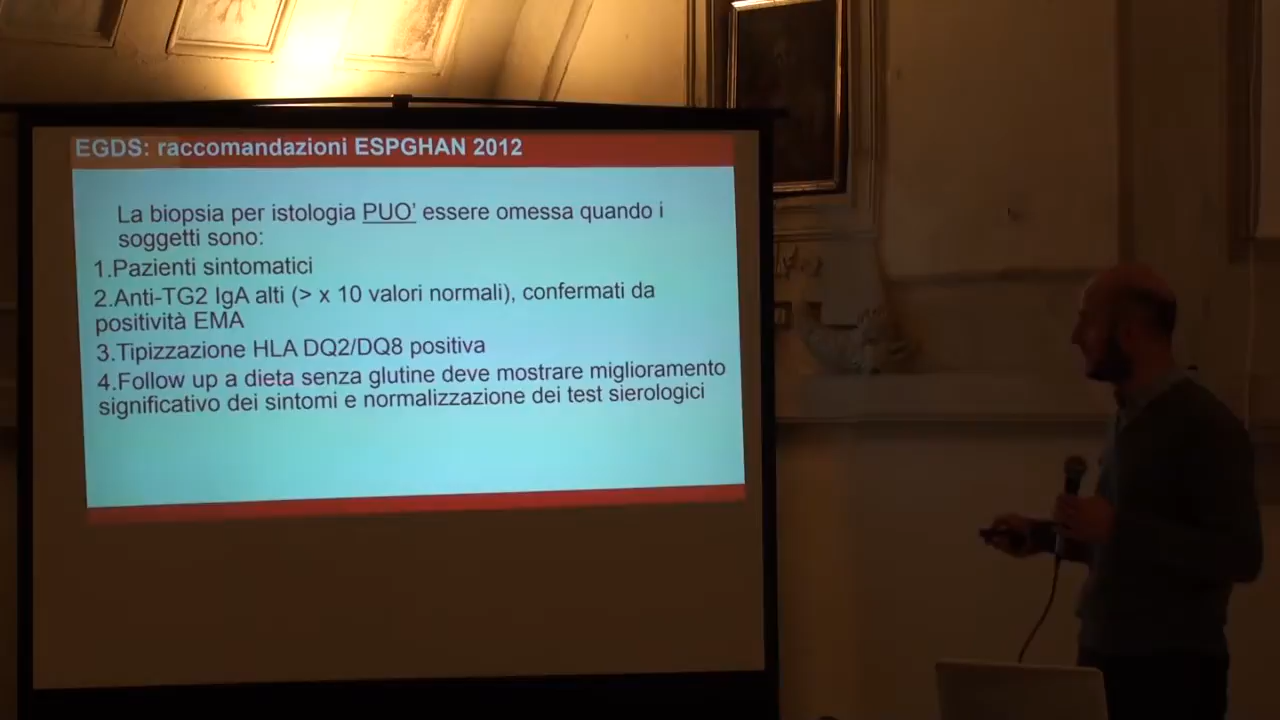 EGDS: raccomandazioni ESPGHAN 2012
La biopsia per istologia PUO’ essere omessa quando i
soggetti sono:
1.Pazienti sintomatici
2.Anti-TG2 IgA alti (> x 10 valori normali), confermati da
positività EMA
3.Tipizzazione HLA DQ2/DQ8 positiva
4.Follow up a dieta senza glutine deve mostrare miglioramento
significativo dei sintomi e normalizzazione dei test sierologici